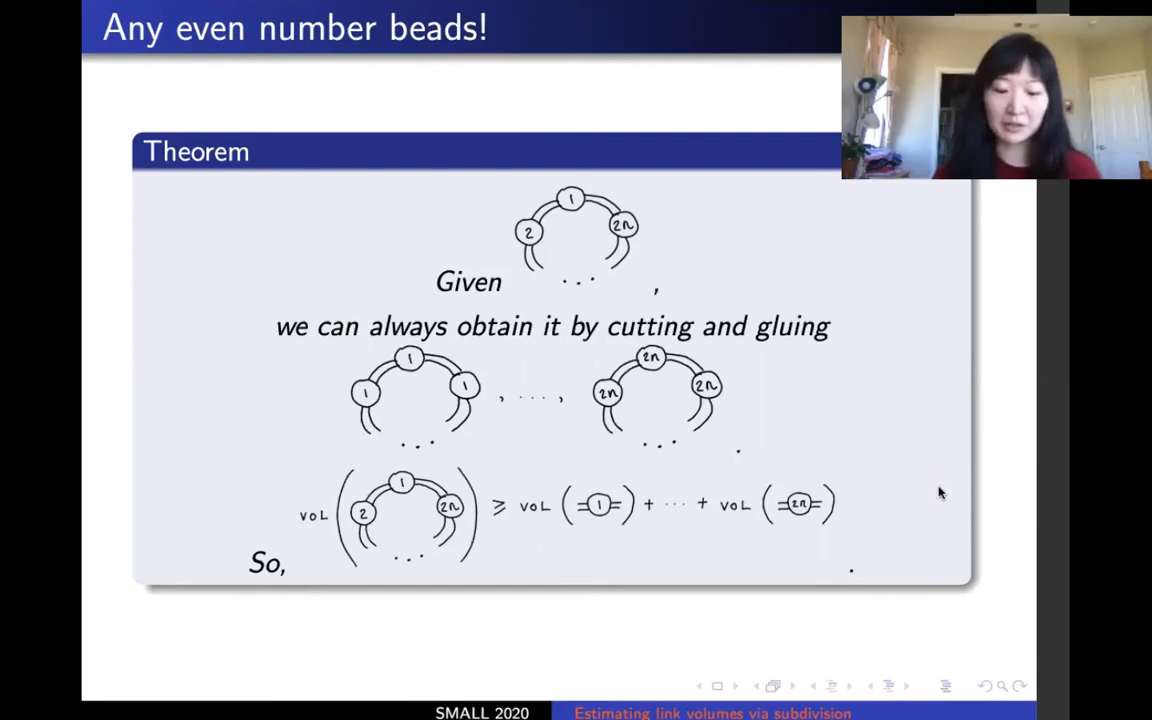 Any even number beads!
Theorem
1
2 2n
Given . . . ,
we can always obtain it by cutting and gluing
1 2n
1 1 , . . . . , 2n 2n
. . . . . . .
1
VOL ( 2 2n ) ≥ VOL (=1=) + . . . + VOL (=2n=)
. . .
So, .
SMALL 2020 Estimating link volumes via subdivision